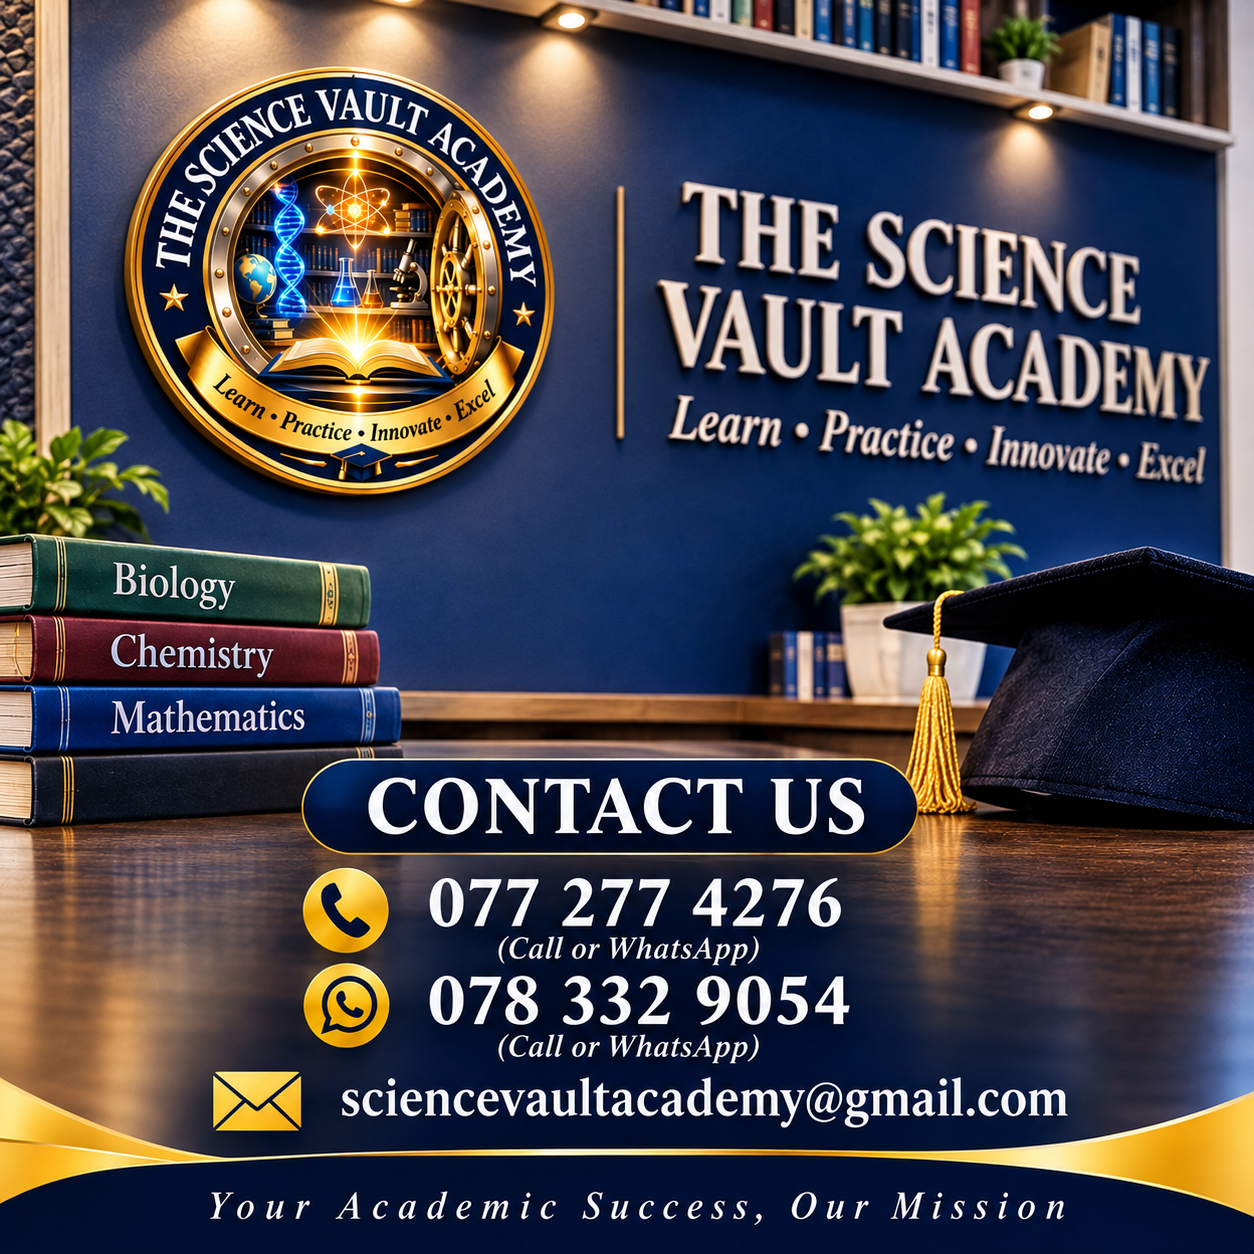 THE SCIENCE VAULT ACADEMY
Learn • Practice • Innovate • Excel
THE SCIENCE
VAULT ACADEMY
Learn • Practice • Innovate • Excel
Biology
Chemistry
Mathematics
CONTACT US
077 277 4276
(Call or WhatsApp)
078 332 9054
(Call or WhatsApp)
sciencevaultacademy@gmail.com
Your Academic Success, Our Mission